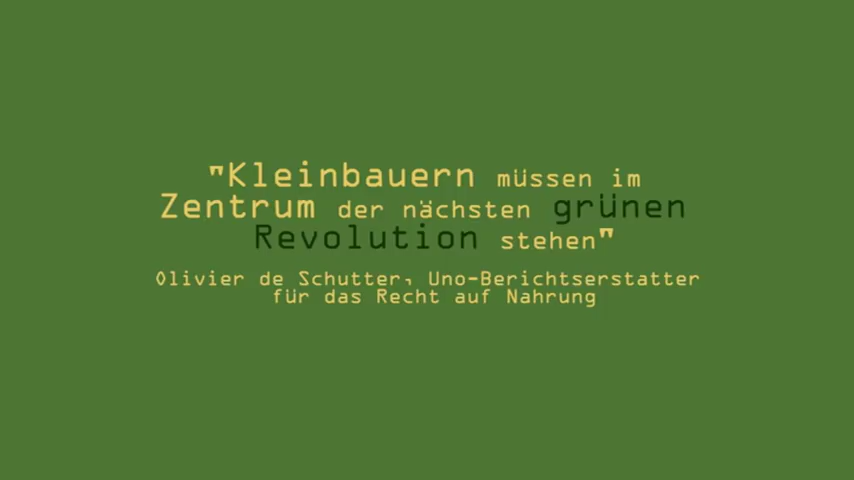 "Kleinbauern müssen im
Zentrum der nächsten grünen
Revolution stehen"
Olivier de Schutter, Uno-Berichtserstatter
für das Recht auf Nahrung